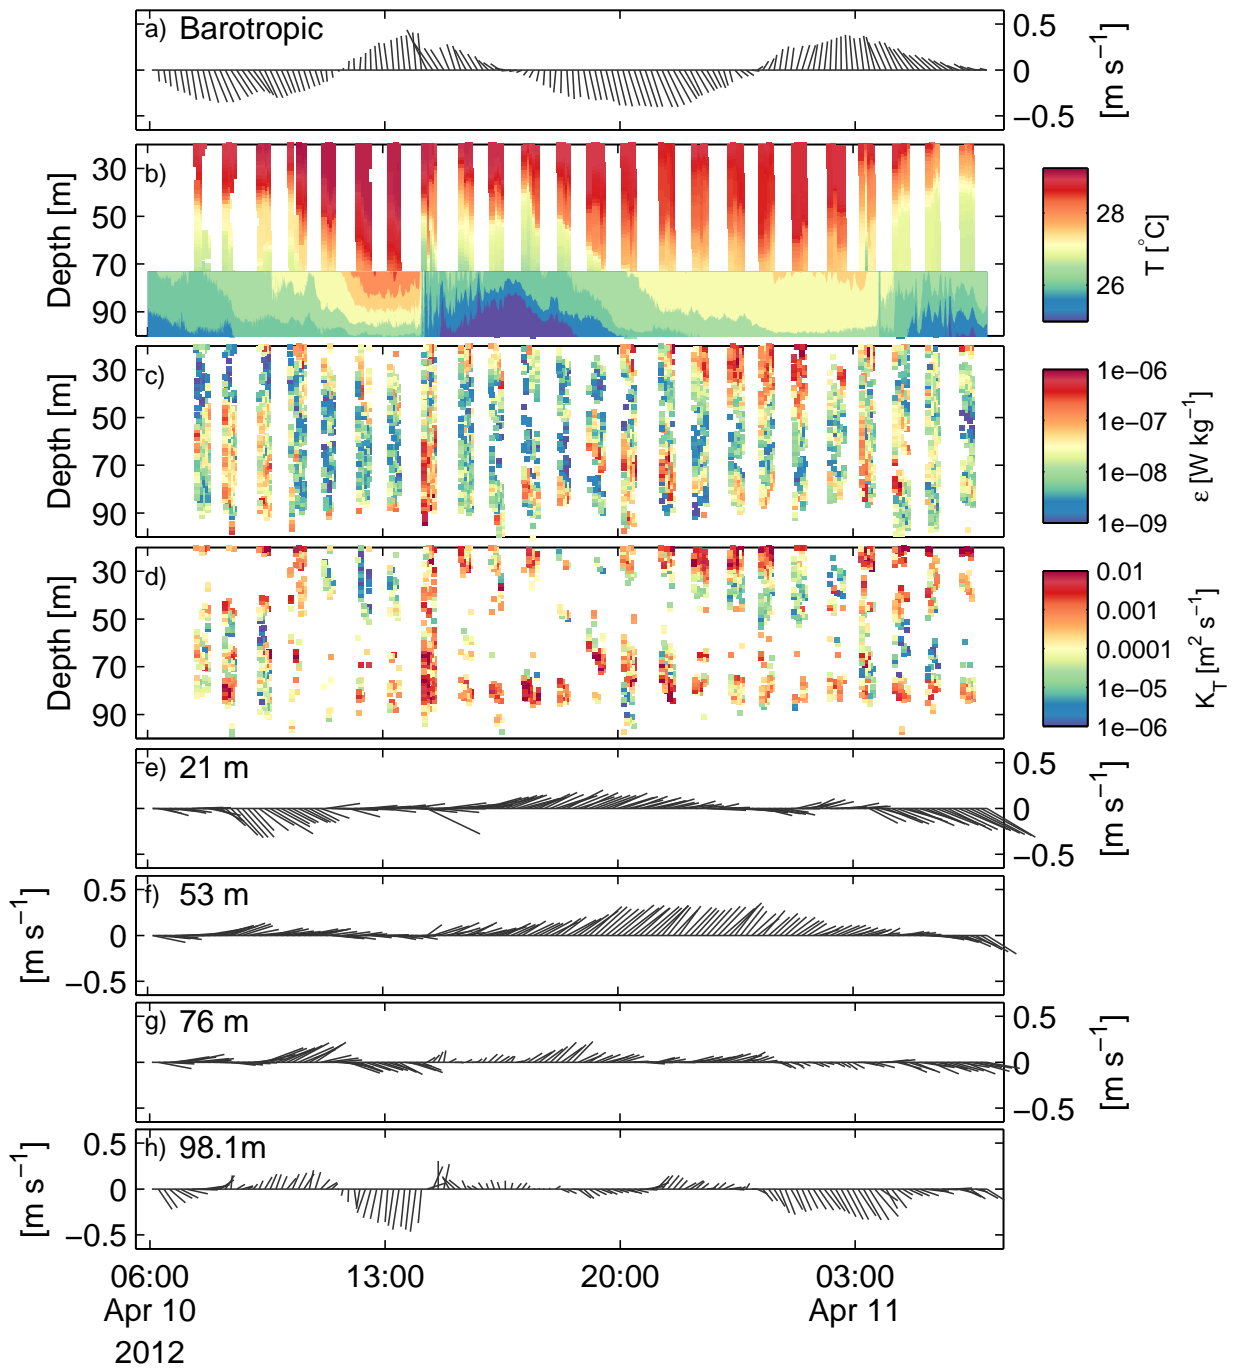 a) Barotropic
0.5
0
−0.5
[m s⁻¹]
b)
30
50
70
90
Depth [m]
28
26
T [°C]
c)
30
50
70
90
Depth [m]
1e−06
1e−07
1e−08
1e−09
ε [W kg⁻¹]
d)
30
50
70
90
Depth [m]
0.01
0.001
0.0001
1e−05
1e−06
K_T [m² s⁻¹]
e) 21 m
0.5
0
−0.5
[m s⁻¹]
f) 53 m
0.5
0
−0.5
[m s⁻¹]
g) 76 m
0.5
0
−0.5
[m s⁻¹]
h) 98.1m
0.5
0
−0.5
[m s⁻¹]
06:00 13:00 20:00 03:00
Apr 10 Apr 11
2012